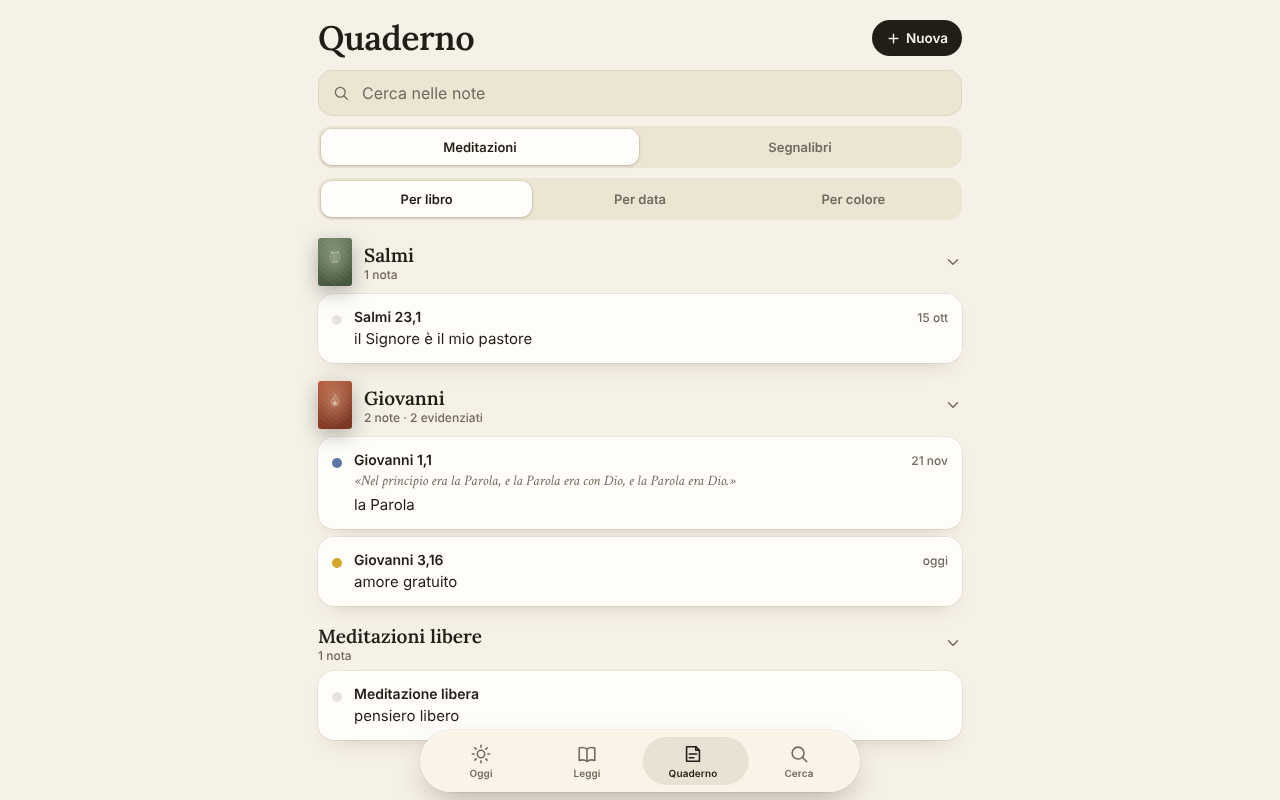 Quaderno
Nuova
Cerca nelle note
Meditazioni
Segnalibri
Per libro
Per data
Per colore
Salmi
1 nota
Salmi 23,1
15 ott
il Signore è il mio pastore
Giovanni
2 note · 2 evidenziati
Giovanni 1,1
21 nov
«Nel principio era la Parola, e la Parola era con Dio, e la Parola era Dio.»
la Parola
Giovanni 3,16
oggi
amore gratuito
Meditazioni libere
1 nota
Meditazione libera
pensiero libero
Oggi
Leggi
Quaderno
Cerca